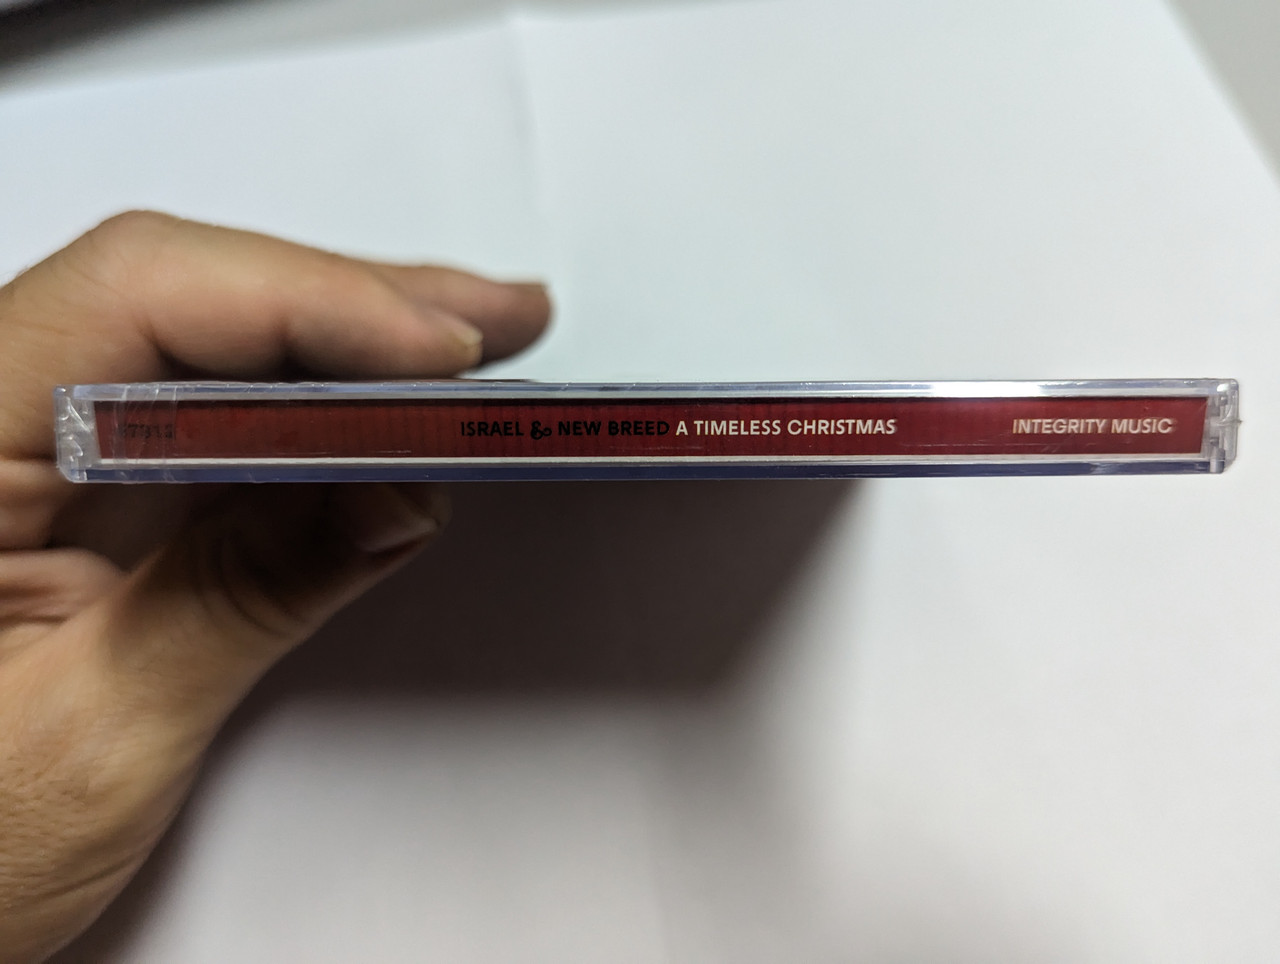 ISRAEL & NEW BREED A TIMELESS CHRISTMAS INTEGRITY MUSIC